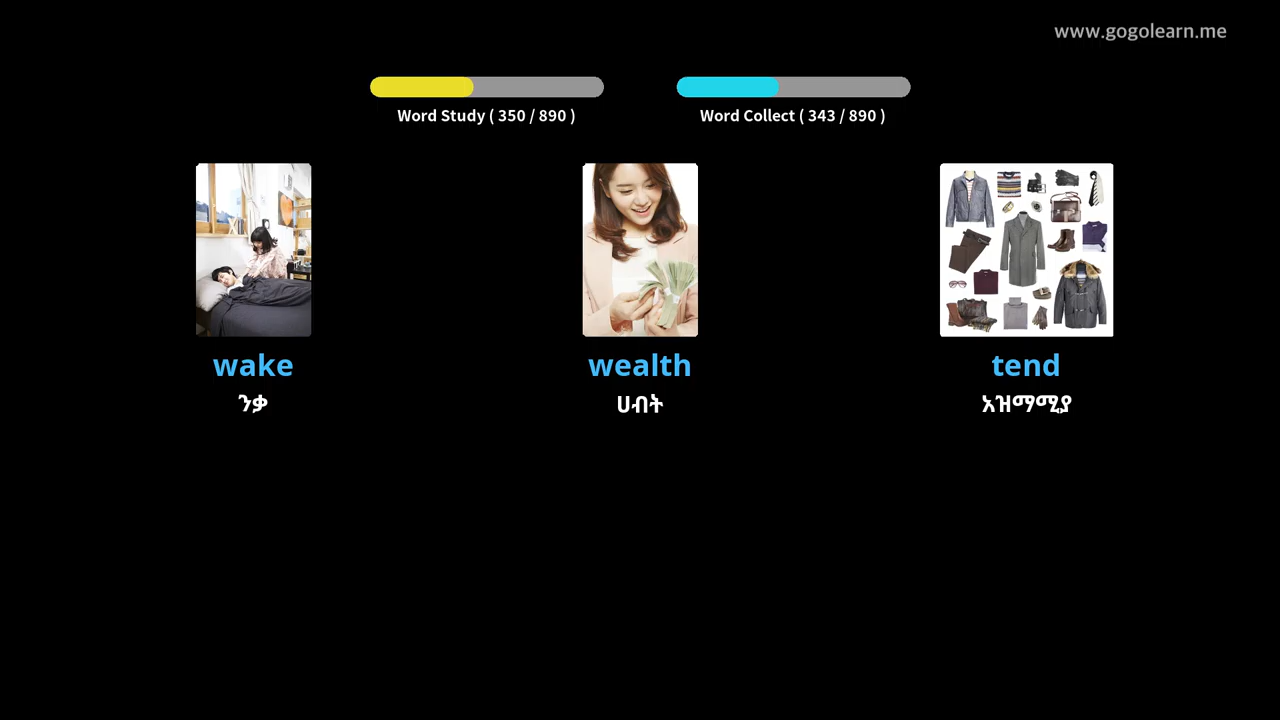 www.gogolearn.me
Word Study ( 350 / 890 )
Word Collect ( 343 / 890 )
wake
ንቃ
wealth
ሀብት
tend
አዝማሚያ